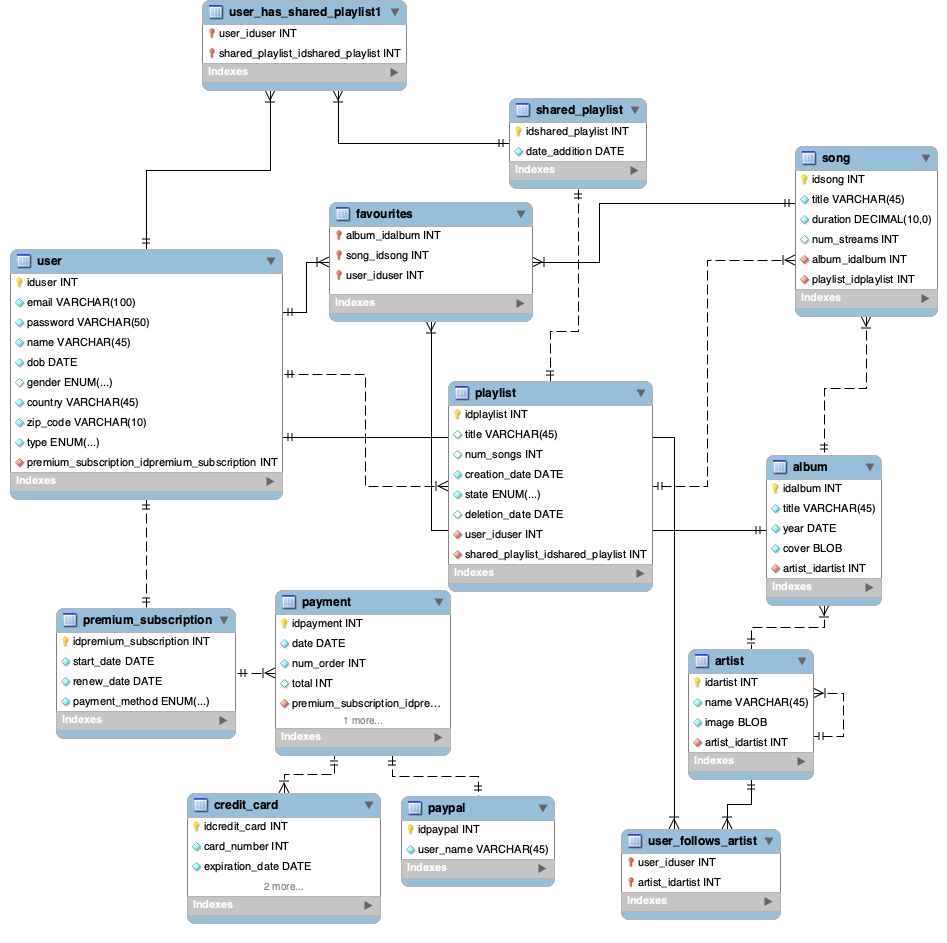 user_has_shared_playlist1
user_iduser INT
shared_playlist_idshared_playlist INT
Indexes
shared_playlist
idshared_playlist INT
date_addition DATE
Indexes
song
idsong INT
title VARCHAR(45)
duration DECIMAL(10,0)
num_streams INT
album_idalbum INT
playlist_idplaylist INT
Indexes
favourites
album_idalbum INT
song_idsong INT
user_iduser INT
Indexes
user
iduser INT
email VARCHAR(100)
password VARCHAR(50)
name VARCHAR(45)
dob DATE
gender ENUM(...)
country VARCHAR(45)
zip_code VARCHAR(10)
type ENUM(...)
premium_subscription_idpremium_subscription INT
Indexes
playlist
idplaylist INT
title VARCHAR(45)
num_songs INT
creation_date DATE
state ENUM(...)
deletion_date DATE
user_iduser INT
shared_playlist_idshared_playlist INT
Indexes
album
idalbum INT
title VARCHAR(45)
year DATE
cover BLOB
artist_idartist INT
Indexes
premium_subscription
idpremium_subscription INT
start_date DATE
renew_date DATE
payment_method ENUM(...)
Indexes
payment
idpayment INT
date DATE
num_order INT
total INT
premium_subscription_idpre...
1 more...
Indexes
artist
idartist INT
name VARCHAR(45)
image BLOB
artist_idartist INT
Indexes
credit_card
idcredit_card INT
card_number INT
expiration_date DATE
2 more...
Indexes
paypal
idpaypal INT
user_name VARCHAR(45)
Indexes
user_follows_artist
user_iduser INT
artist_idartist INT
Indexes